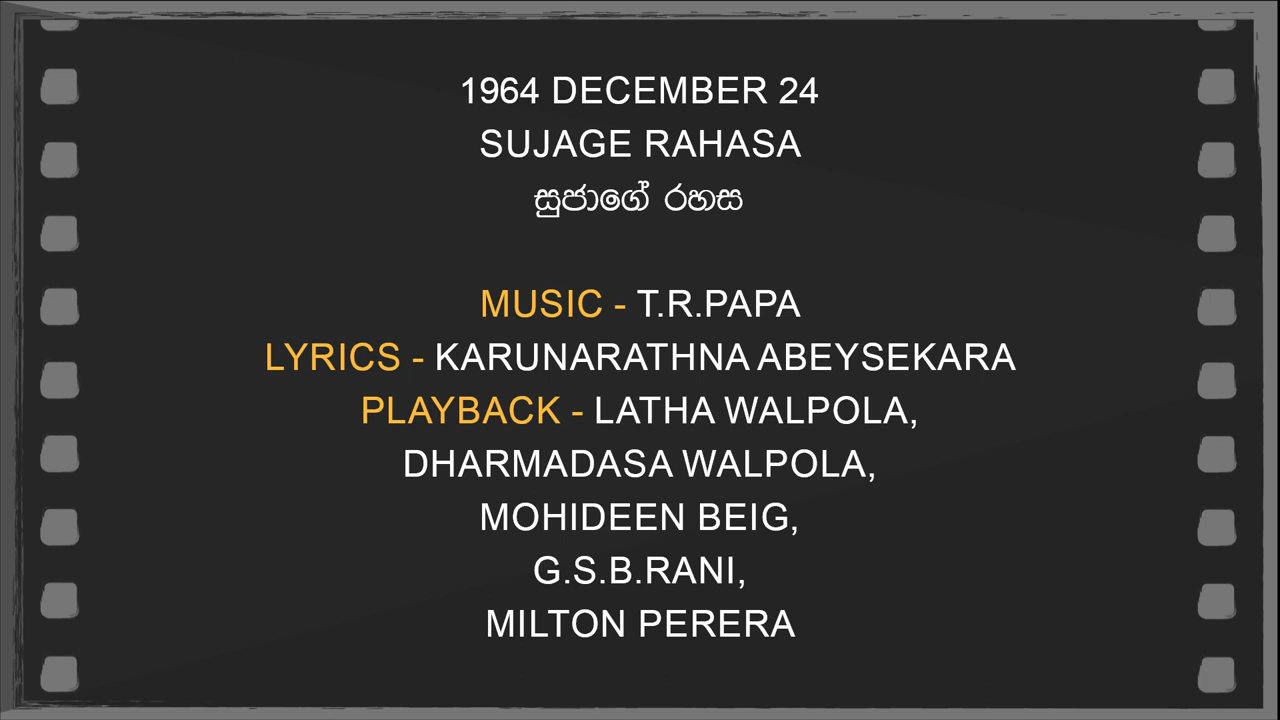 1964 DECEMBER 24
SUJAGE RAHASA
සුජාගේ රහස
MUSIC - T.R.PAPA
LYRICS - KARUNARATHNA ABEYSEKARA
PLAYBACK - LATHA WALPOLA,
DHARMADASA WALPOLA,
MOHIDEEN BEIG,
G.S.B.RANI,
MILTON PERERA